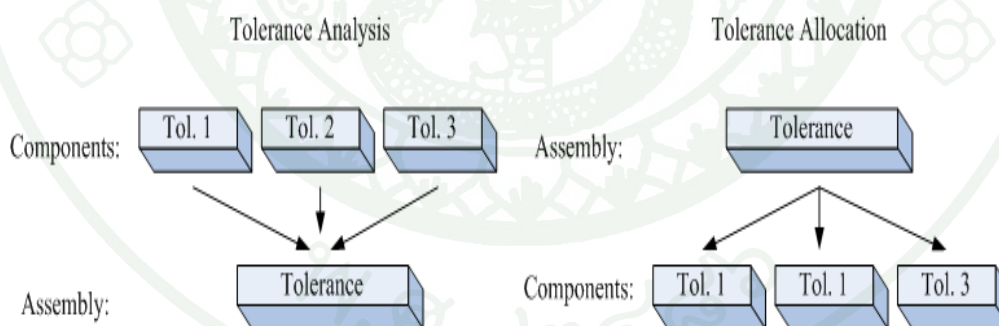 Tolerance Analysis
Components:
Tol. 1
Tol. 2
Tol. 3
Assembly:
Tolerance
Tolerance Allocation
Assembly:
Tolerance
Components:
Tol. 1
Tol. 1
Tol. 3